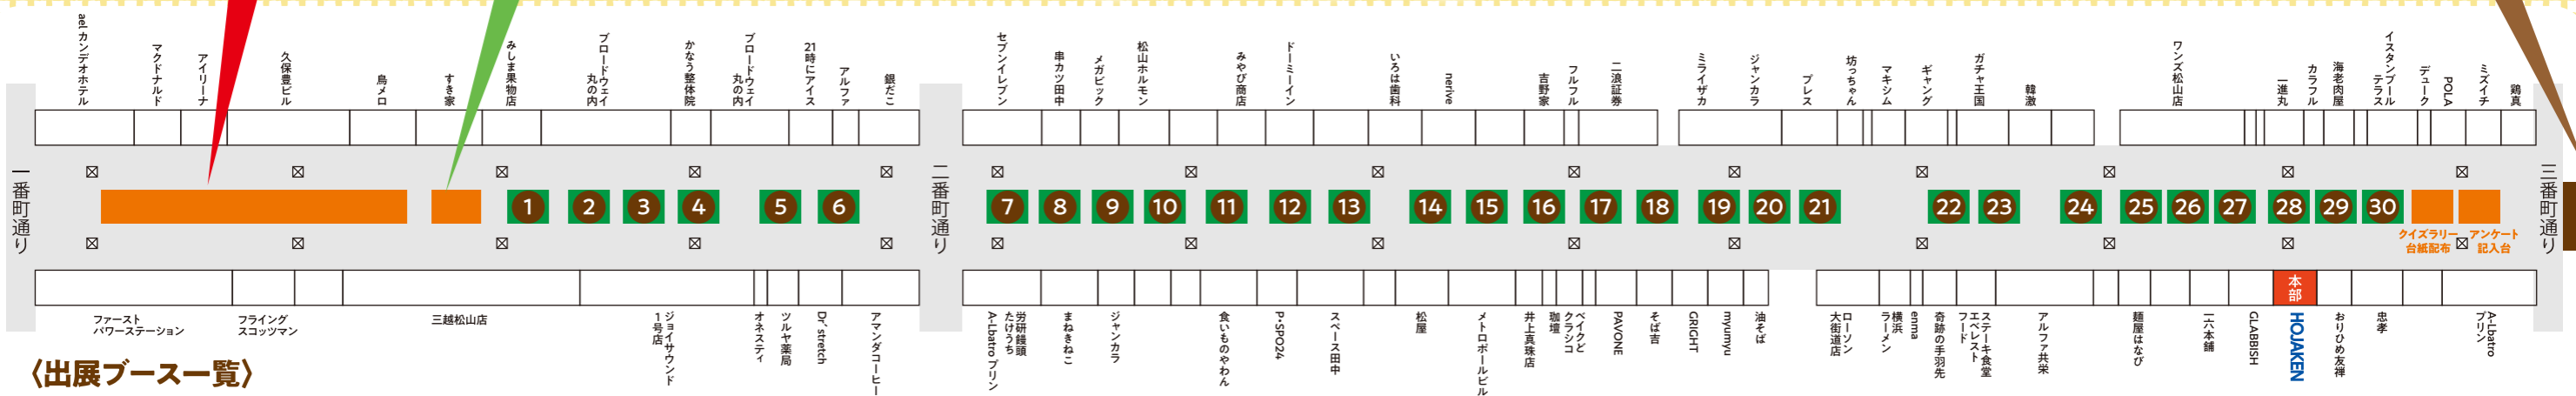 ael カンデオホテル
マクドナルド
アイリーナ
久保豊ビル
鳥メロ
すき家
みしま果物店
ブロードウェイ
丸の内
かなう整体院
ブロードウェイ
丸の内
21時にアイス
アルファ
銀だこ
セブンイレブン
串カツ田中
メガビック
松山ホルモン
みやび商店
ドーミーイン
いろは歯科
nerive
吉野家
フルフル
二浪証券
ミライザカ
ジャンカラ
ブレス
坊っちゃん
マキシム
ギャング
ガチャ王国
韓激
ワンズ松山店
一進丸
カラフル
海老肉屋
イスタンブール
テラス
デューク
POLA
ミズイチ
鶏真
一番町通り
二番町通り
三番町通り
1
2
3
4
5
6
7
8
9
10
11
12
13
14
15
16
17
18
19
20
21
22
23
24
25
26
27
28
29
30
クイズラリー
台紙配布
アンケート
記入台
ファースト
パワーステーション
フライング
スコッツマン
三越松山店
ジョイサウンド
1号店
オネスティ
ツルヤ薬局
Dr'stretch
アマンダコーヒー
労研饅頭
たけうち
A-Lbatro プリン
まねきねこ
ジャンカラ
食いものやわん
P・SPO24
スペース田中
松屋
メトロポールビル
井上真珠店
ベイクど
クラシコ
珈壇
PAVONE
そば吉
GRIGHT
myumyu
油そば
ローソン
大街道店
横浜
ラーメン
enma
奇跡の手羽先
ステーキ食堂
エベレスト
フード
アルファ共栄
麺屋はなび
一六本舗
GLABBISH
本部
HOJAKEN
おりひめ友禅
忠孝
A-Lbatro
プリン
〈出展ブース一覧〉